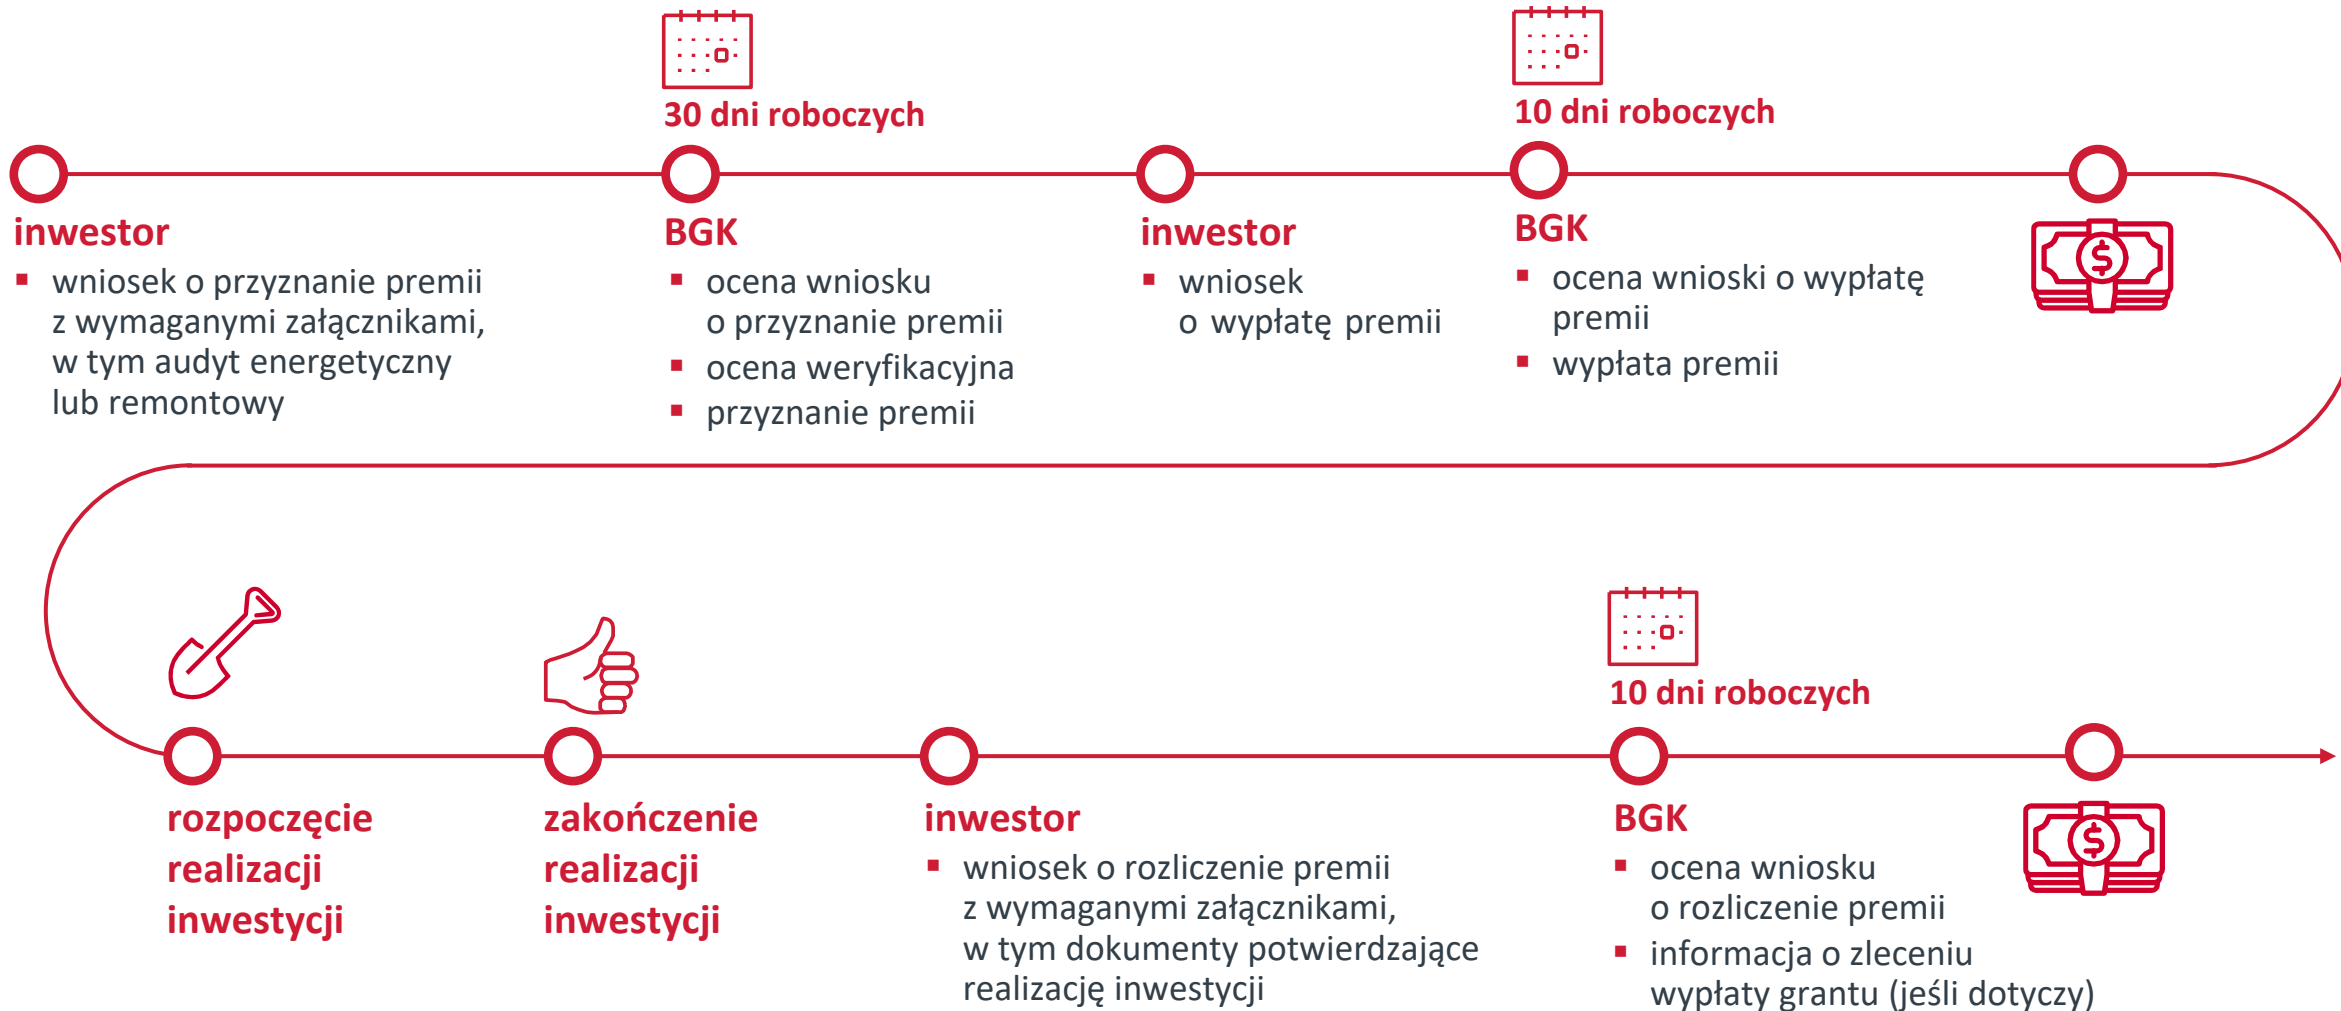 30 dni roboczych
10 dni roboczych
inwestor
▪ wniosek o przyznanie premii
z wymaganymi załącznikami,
w tym audyt energetyczny
lub remontowy
BGK
▪ ocena wniosku
o przyznanie premii
▪ ocena weryfikacyjna
▪ przyznanie premii
inwestor
▪ wniosek
o wypłatę premii
BGK
▪ ocena wnioski o wypłatę
premii
▪ wypłata premii
$
10 dni roboczych
rozpoczęcie
realizacji
inwestycji
zakończenie
realizacji
inwestycji
inwestor
▪ wniosek o rozliczenie premii
z wymaganymi załącznikami,
w tym dokumenty potwierdzające
realizację inwestycji
BGK
▪ ocena wniosku
o rozliczenie premii
▪ informacja o zleceniu
wypłaty grantu (jeśli dotyczy)
$